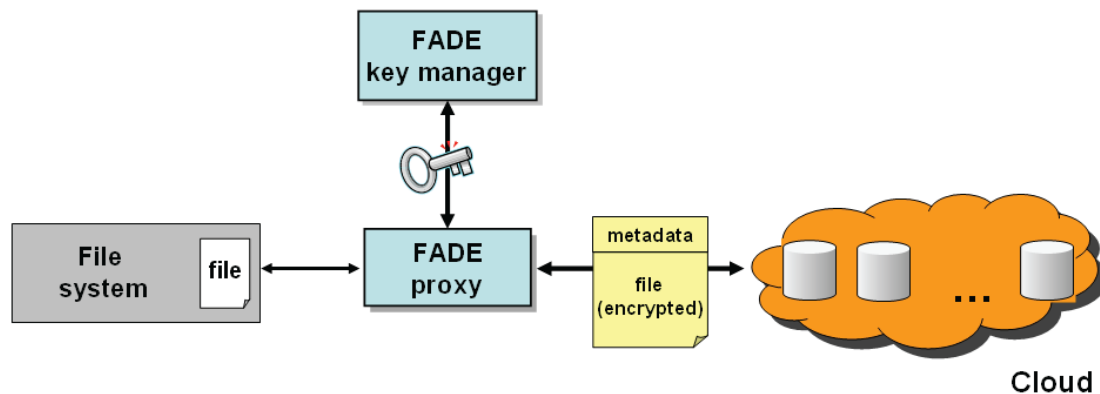 FADE
key manager
File
system
file
FADE
proxy
metadata
file
(encrypted)
...
Cloud